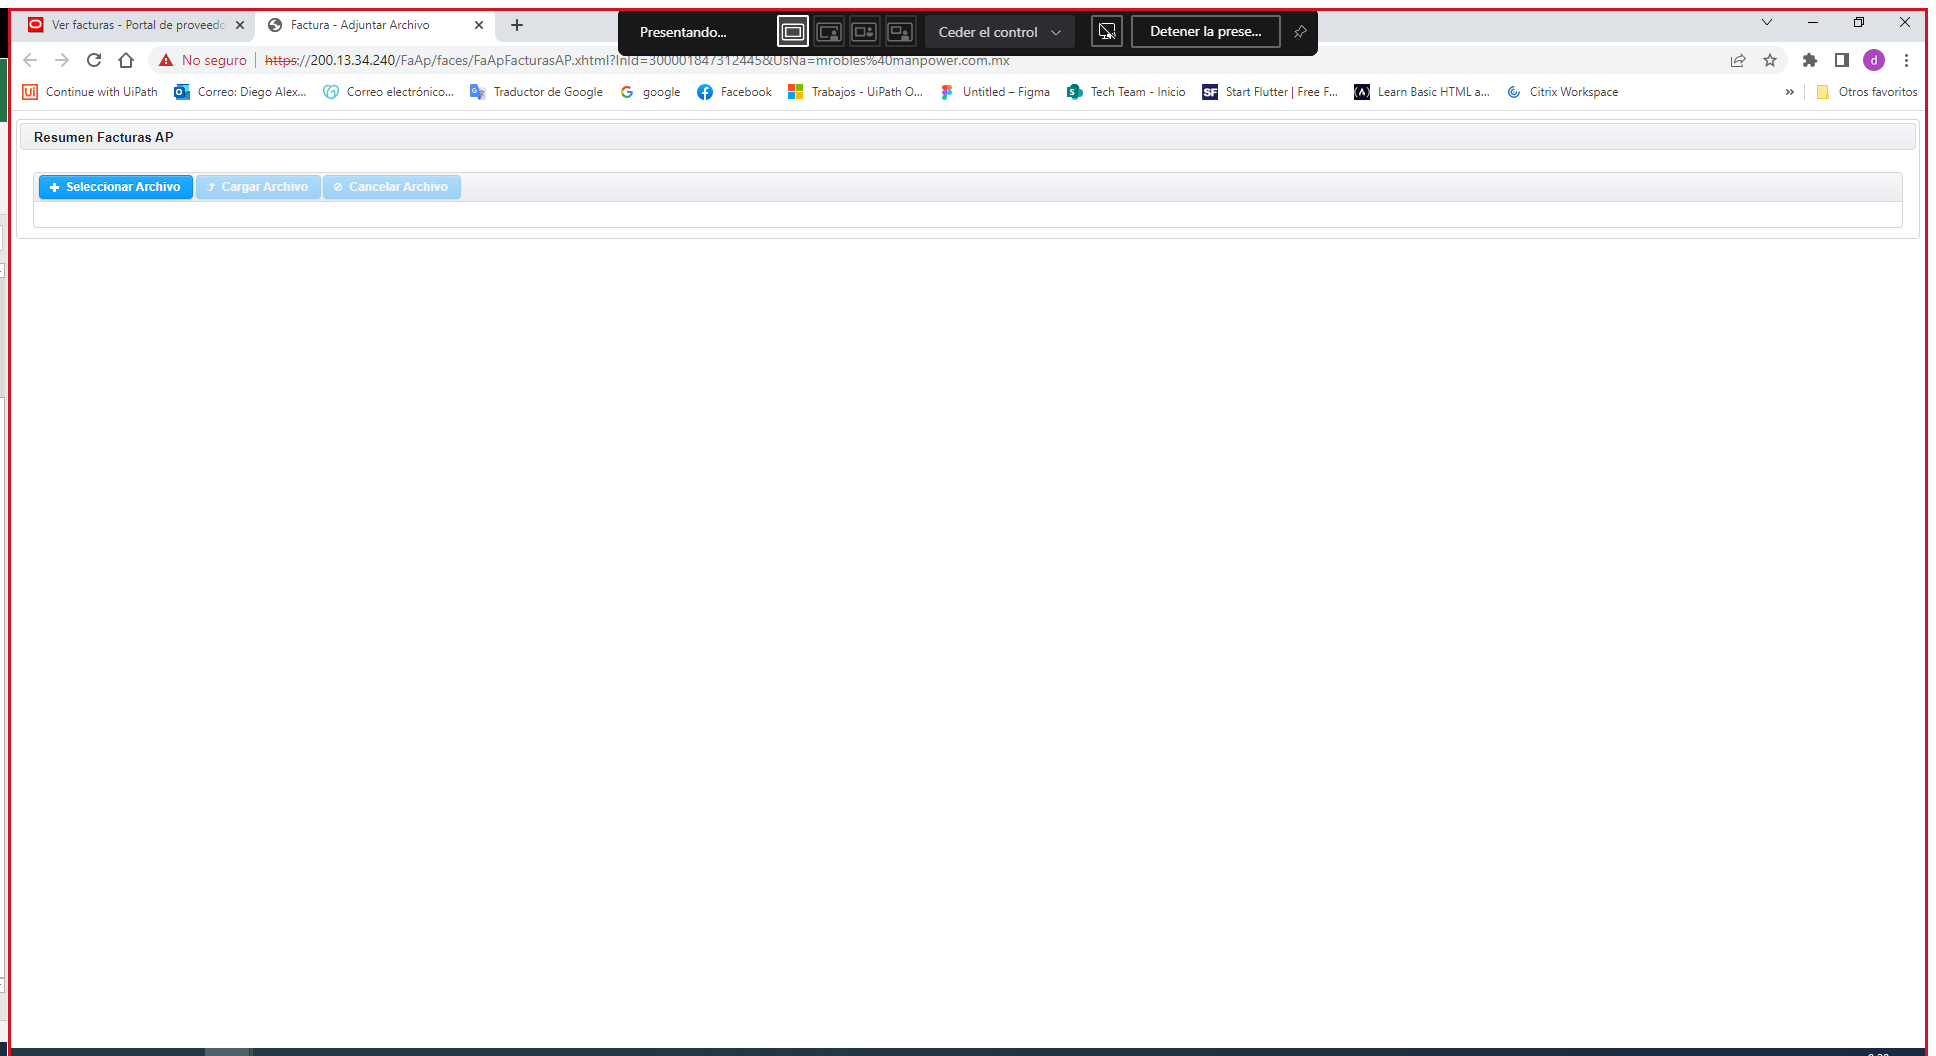 Ver facturas - Portal de proveedo
Factura - Adjuntar Archivo
Presentando...
Ceder el control
Detener la prese...
No seguro
https://200.13.34.240/FaAp/faces/FaApFacturasAP.xhtml?InId=300001847312445&UsNa=mrobles%40manpower.com.mx
d
Ui Continue with UiPath
Correo: Diego Alex...
Correo electrónico...
Traductor de Google
google
Facebook
Trabajos - UiPath O...
Untitled – Figma
Tech Team - Inicio
SF Start Flutter | Free F...
Learn Basic HTML a...
Citrix Workspace
»
Otros favoritos
Resumen Facturas AP
Seleccionar Archivo
Cargar Archivo
Cancelar Archivo